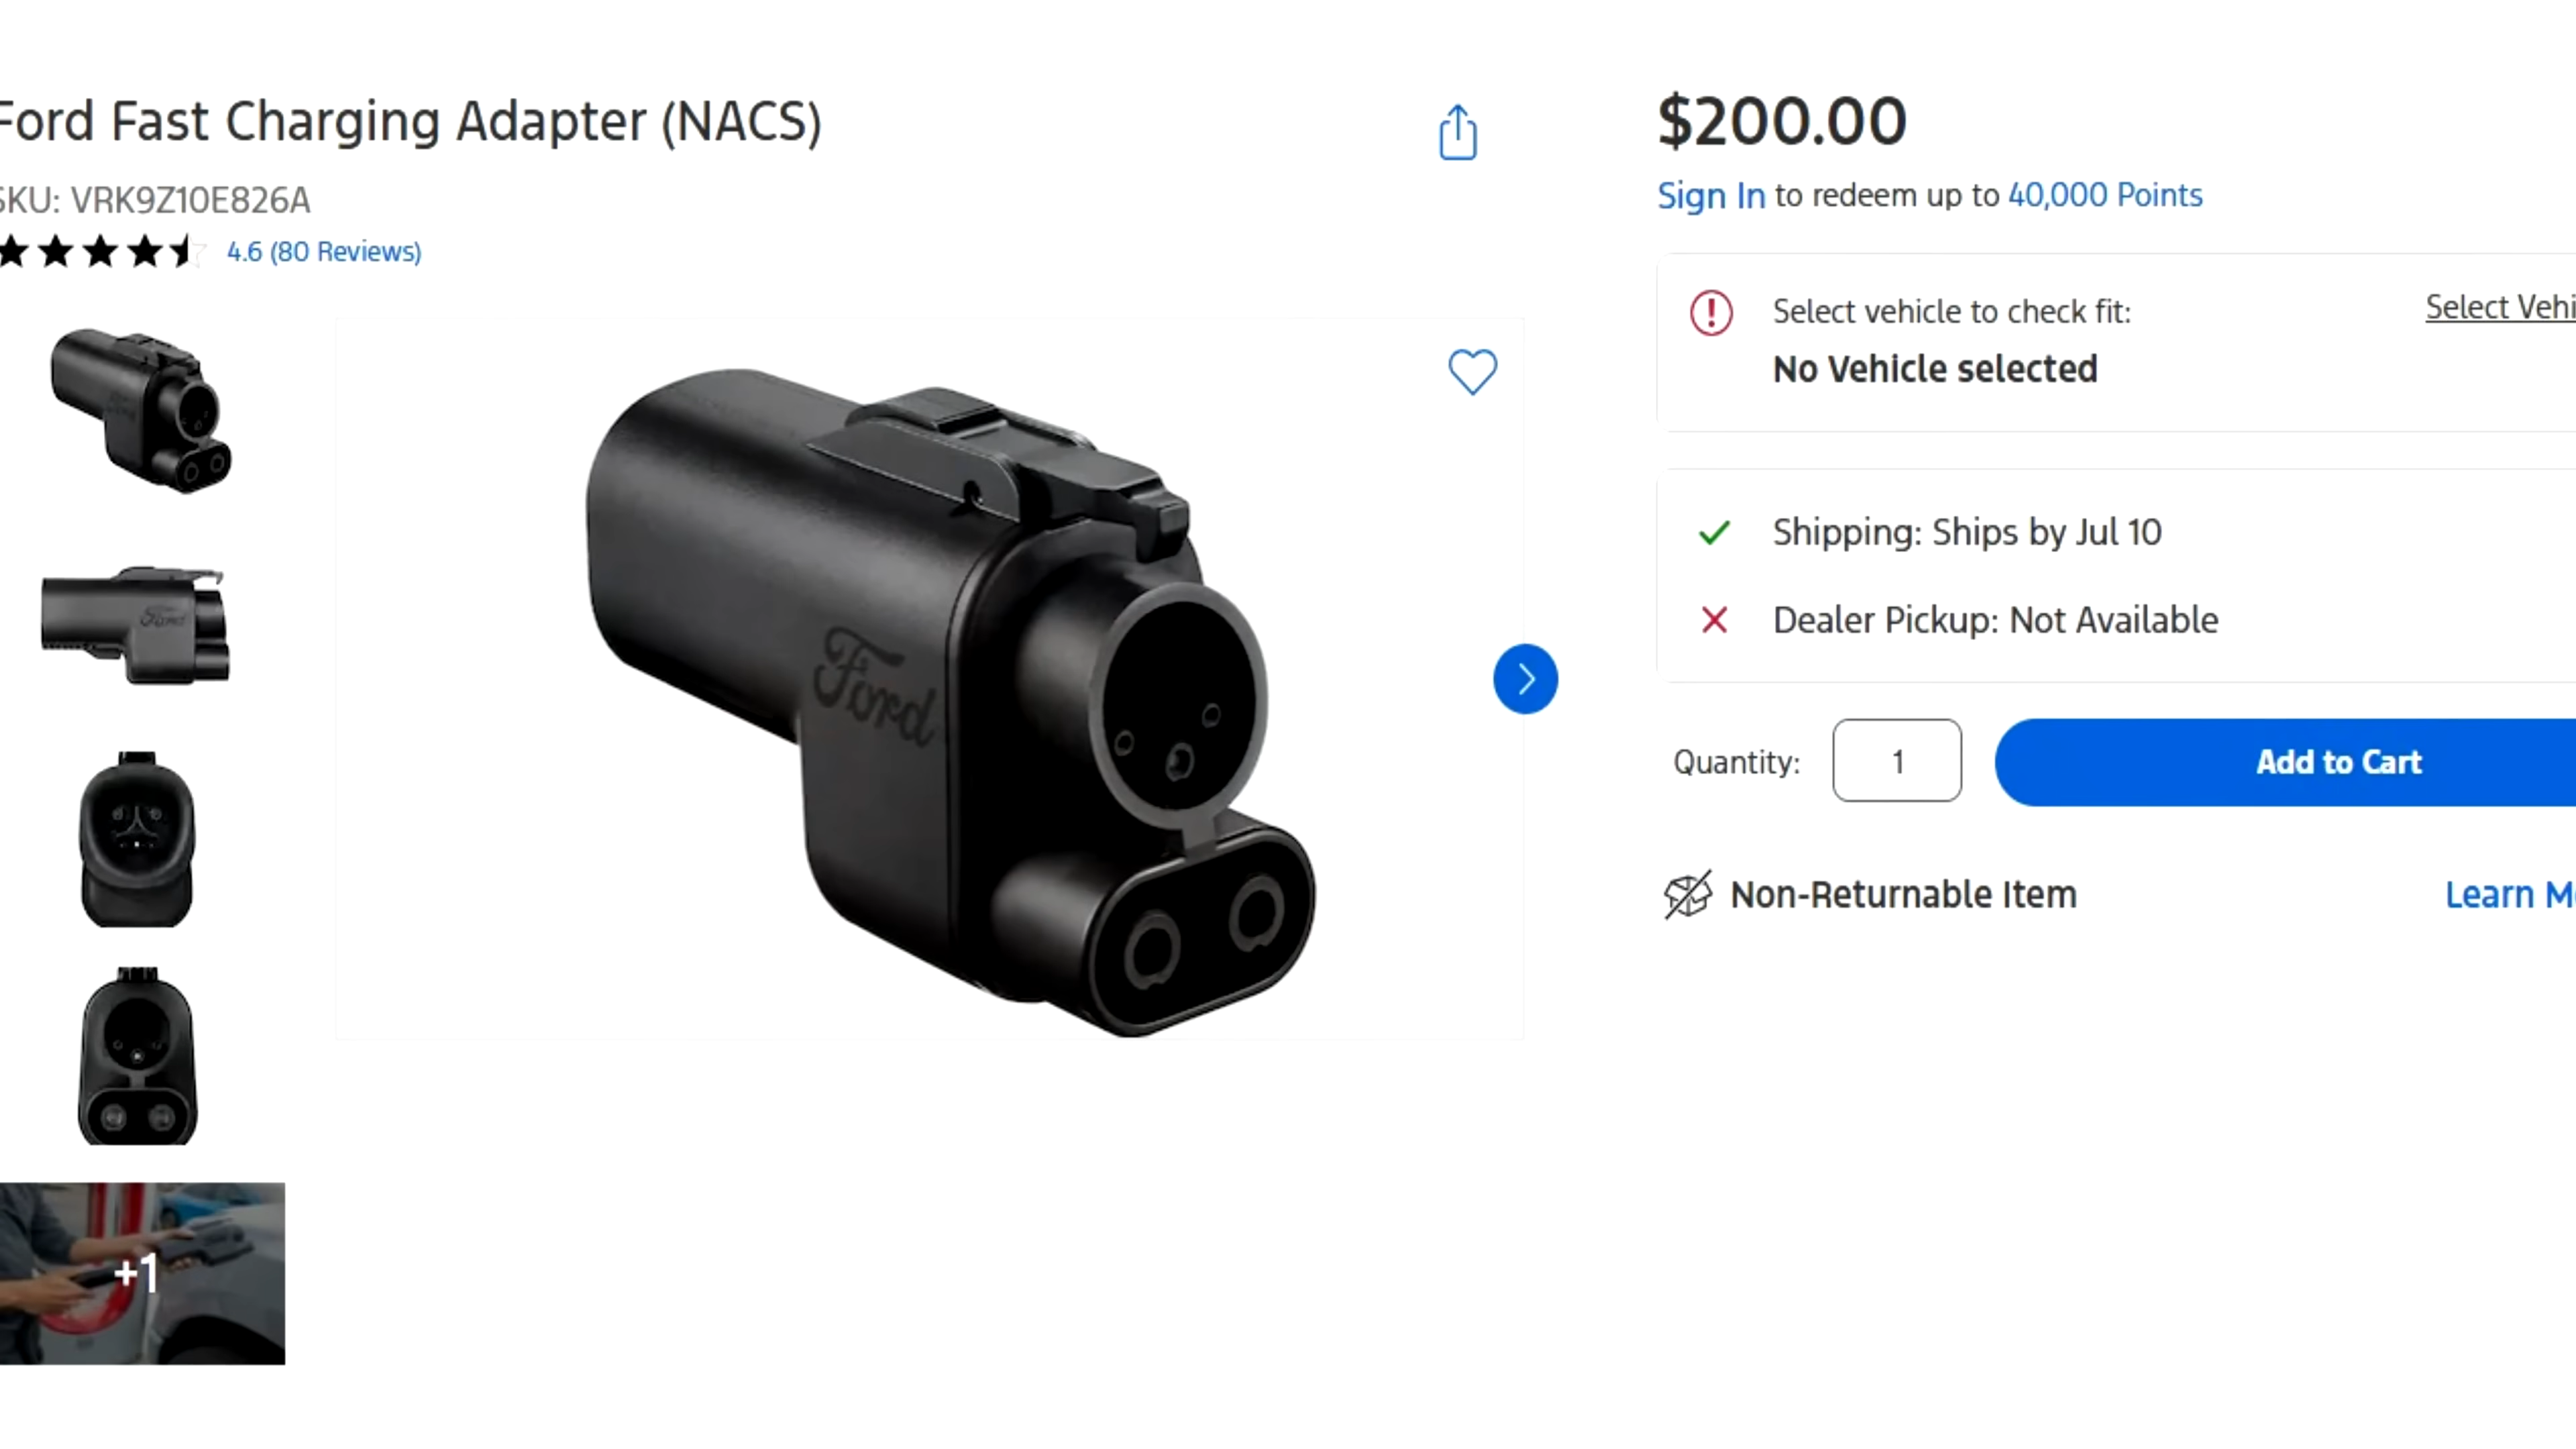 Ford Fast Charging Adapter (NACS)
SKU: VRK9Z10E826A
4.6 (80 Reviews)
Ford
+1
$200.00
Sign In to redeem up to 40,000 Points
Select vehicle to check fit:
Select Vehi
No Vehicle selected
Shipping: Ships by Jul 10
Dealer Pickup: Not Available
Quantity: 1 Add to Cart
Non-Returnable Item
Learn M